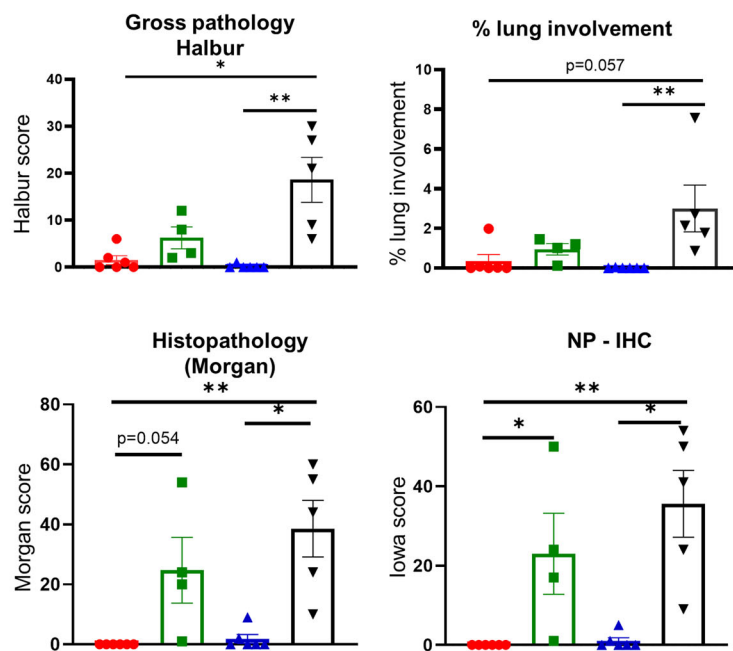 Gross pathology
Halbur
*
**
40
30
20
10
0
Halbur score
% lung involvement
p=0.057
**
10
8
6
4
2
0
% lung involvement
Histopathology
(Morgan)
**
*
p=0.054
80
60
40
20
0
Morgan score
NP - IHC
**
*
*
60
40
20
0
Iowa score